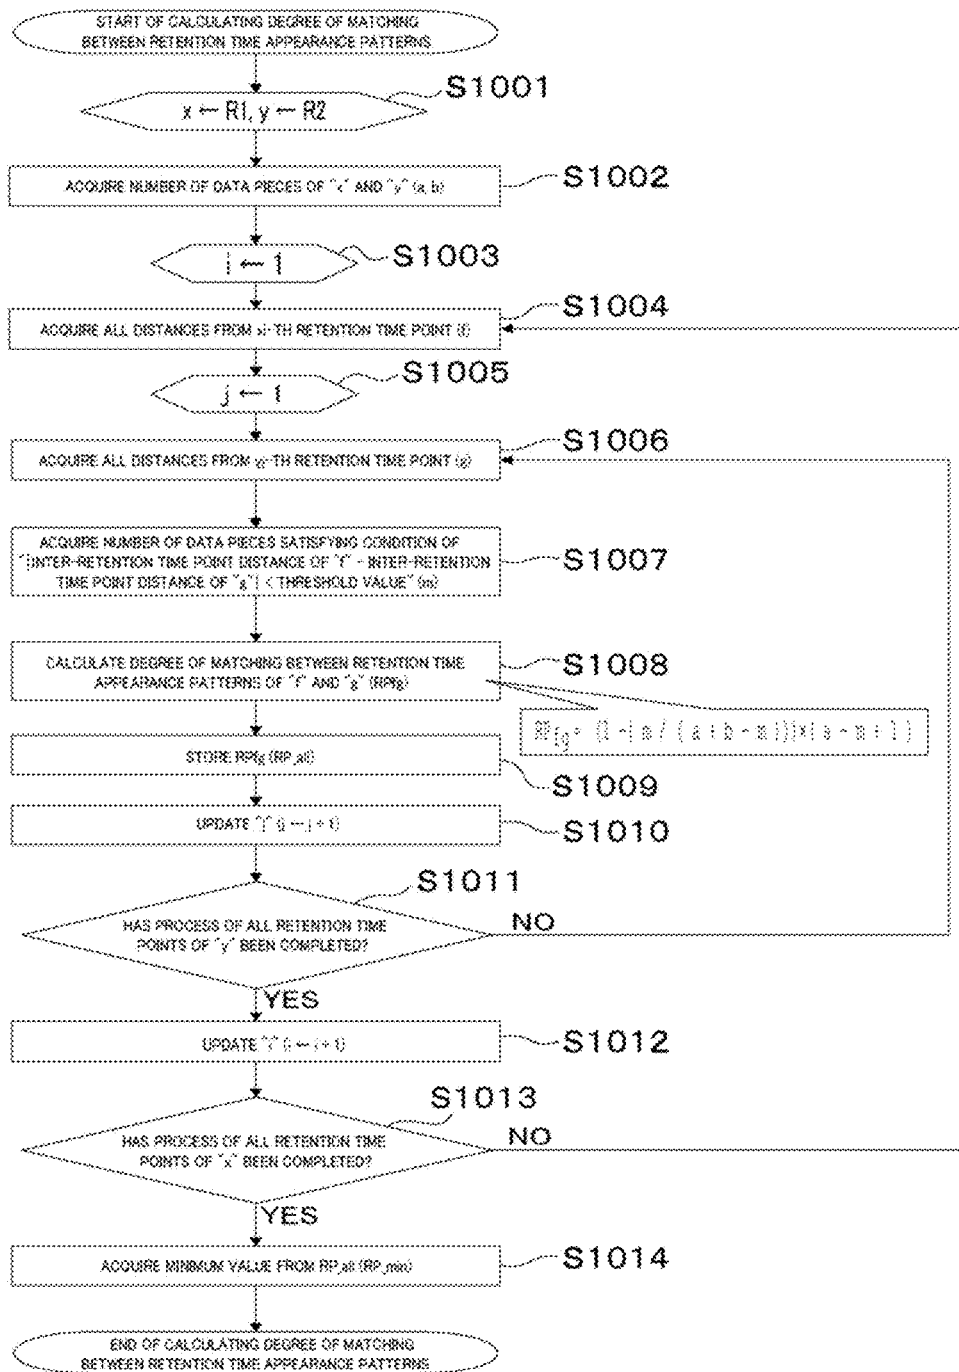 START OF CALCULATING DEGREE OF MATCHING
BETWEEN RETENTION TIME APPEARANCE PATTERNS
S1001
x ← R1, y ← R2
S1002
ACQUIRE NUMBER OF DATA PIECES OF "x" AND "y" (a, b)
S1003
i ← 1
S1004
ACQUIRE ALL DISTANCES FROM xi-TH RETENTION TIME POINT (f)
S1005
j ← 1
S1006
ACQUIRE ALL DISTANCES FROM yj-TH RETENTION TIME POINT (g)
ACQUIRE NUMBER OF DATA PIECES SATISFYING CONDITION OF
"|INTER-RETENTION TIME POINT DISTANCE OF "f" - INTER-RETENTION
TIME POINT DISTANCE OF "g"| < THRESHOLD VALUE" (m)
S1007
CALCULATE DEGREE OF MATCHING BETWEEN RETENTION TIME
APPEARANCE PATTERNS OF "f" AND "g" (RPfg)
S1008
RPfg= (1-(m/(a+b-m)))×(a-m+1)
STORE RPfg (RP_all)
S1009
UPDATE "j" (j ← j + 1)
S1010
S1011
HAS PROCESS OF ALL RETENTION TIME
POINTS OF "y" BEEN COMPLETED?
NO
YES
UPDATE "i" (i ← i + 1)
S1012
S1013
HAS PROCESS OF ALL RETENTION TIME
POINTS OF "x" BEEN COMPLETED?
NO
YES
ACQUIRE MINIMUM VALUE FROM RP_all (RP_min)
S1014
END OF CALCULATING DEGREE OF MATCHING
BETWEEN RETENTION TIME APPEARANCE PATTERNS